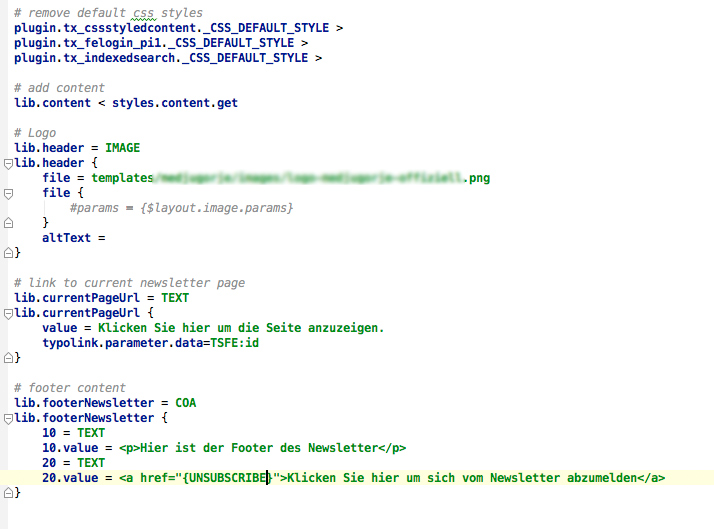 # remove default css styles
plugin.tx_cssstyledcontent._CSS_DEFAULT_STYLE >
plugin.tx_felogin_pi1._CSS_DEFAULT_STYLE >
plugin.tx_indexedsearch._CSS_DEFAULT_STYLE >
# add content
lib.content < styles.content.get
# Logo
lib.header = IMAGE
lib.header {
file = templates .png
file {
#params = {$layout.image.params}
}
altText =
}
# link to current newsletter page
lib.currentPageUrl = TEXT
lib.currentPageUrl {
value = Klicken Sie hier um die Seite anzuzeigen.
typolink.parameter.data=TSFE:id
}
# footer content
lib.footerNewsletter = COA
lib.footerNewsletter {
10 = TEXT
10.value = <p>Hier ist der Footer des Newsletter</p>
20 = TEXT
20.value = <a href="{UNSUBSCRIBE}">Klicken Sie hier um sich vom Newsletter abzumelden</a>
}